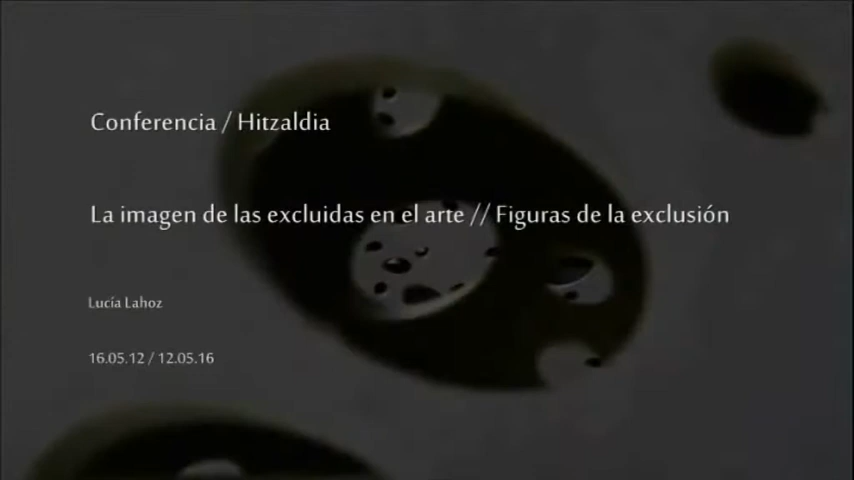 Conferencia / Hitzaldia
La imagen de las excluidas en el arte // Figuras de la exclusión
Lucía Lahoz
16.05.12 / 12.05.16